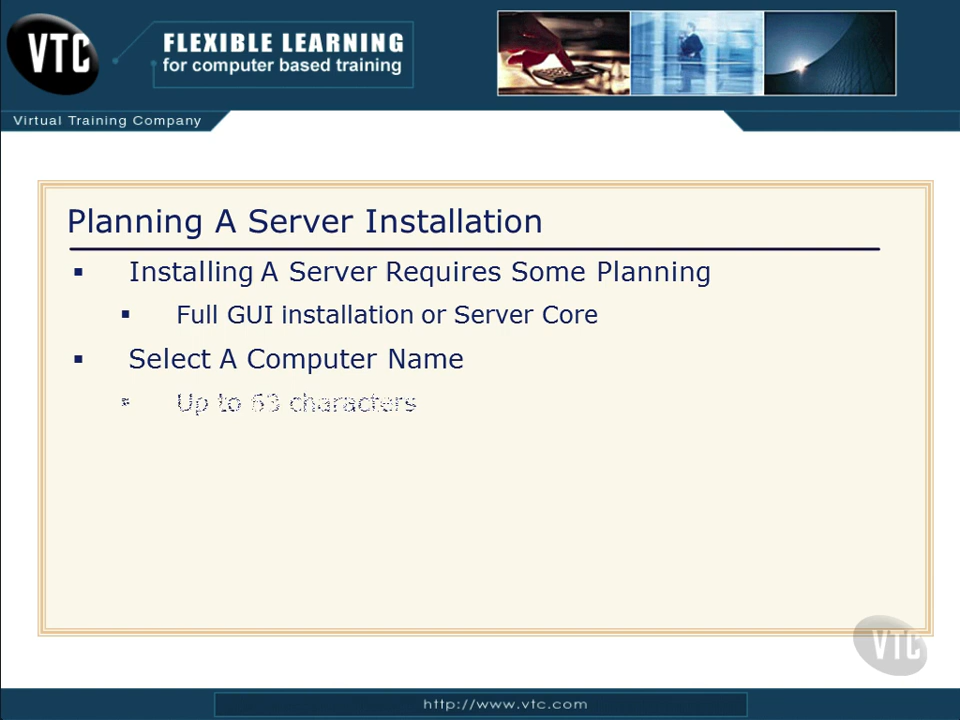 VTC
FLEXIBLE LEARNING
for computer based training
Virtual Training Company
Planning A Server Installation
Installing A Server Requires Some Planning
Full GUI installation or Server Core
Select A Computer Name
Up to 63 characters
VTC
http://www.vtc.com